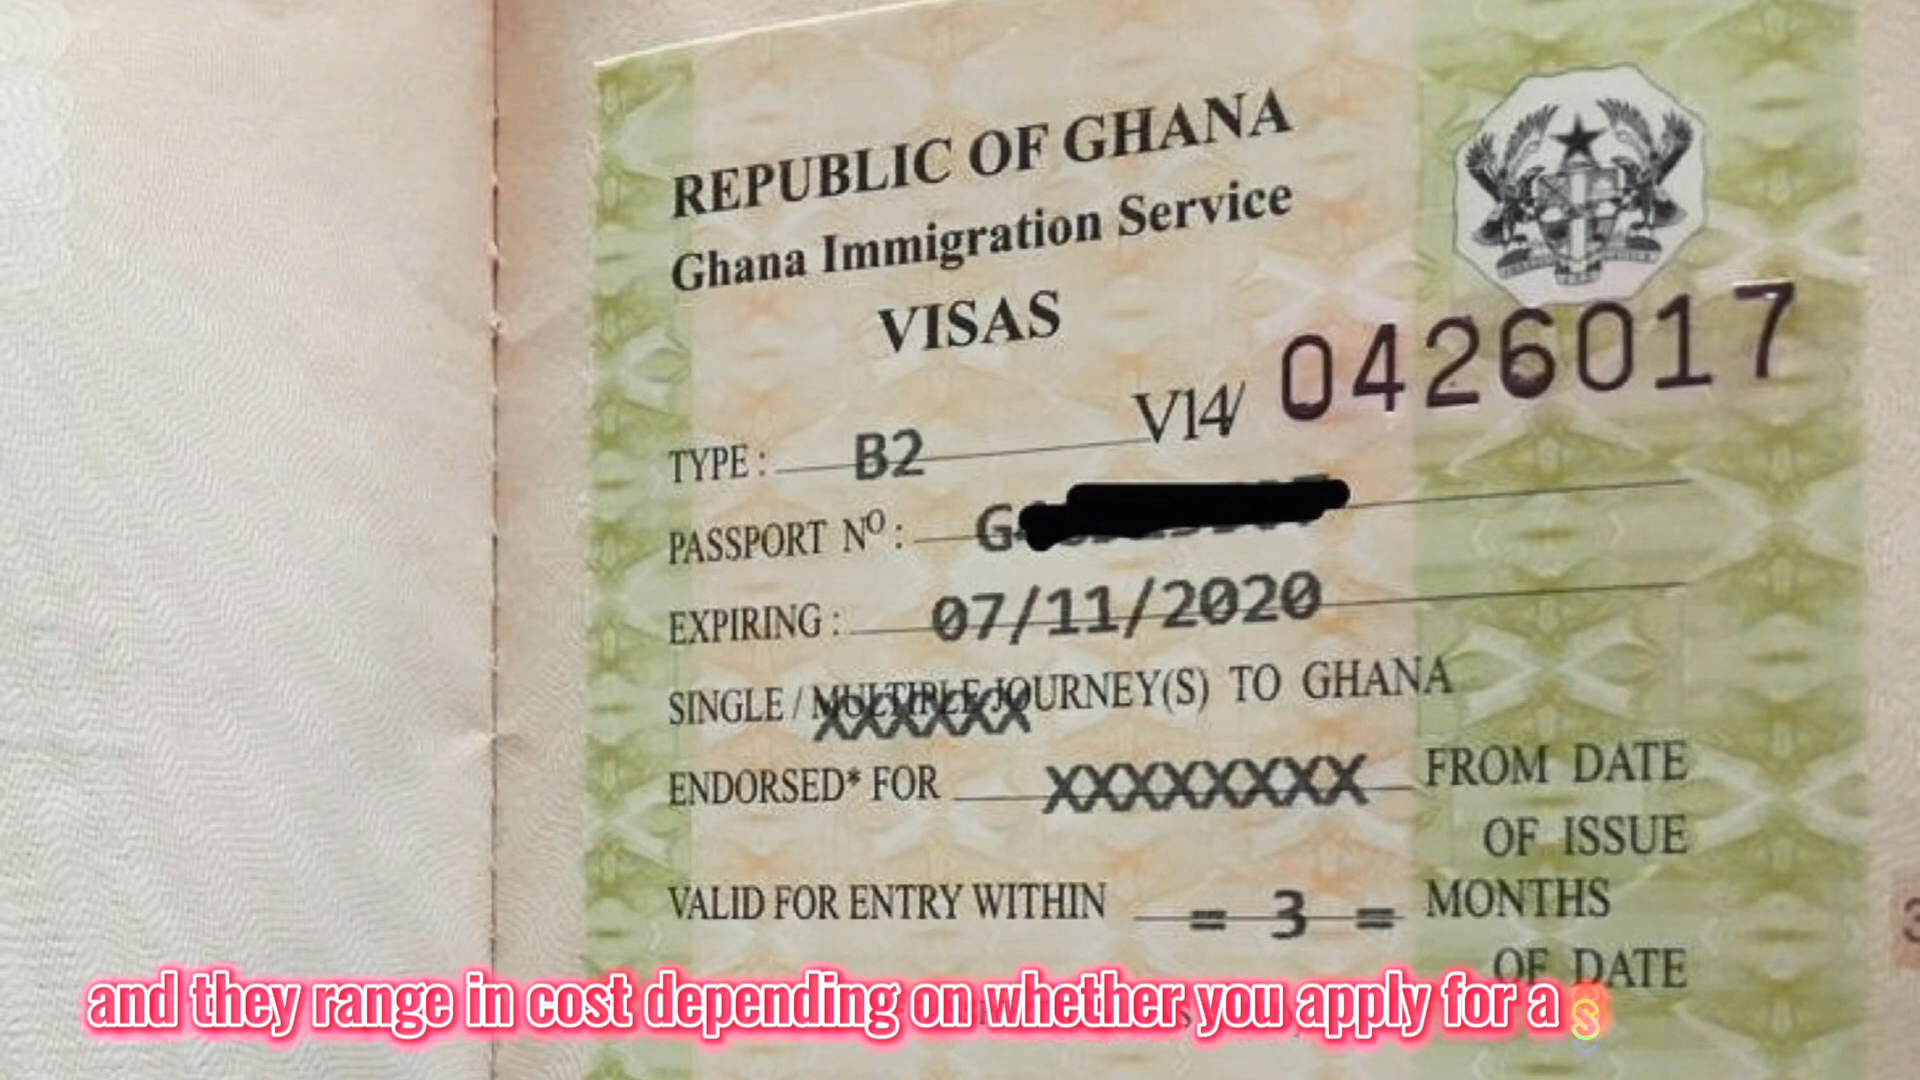 REPUBLIC OF GHANA
Ghana Immigration Service
VISAS
V14/ 0426017
TYPE : B2
PASSPORT Nº : G
EXPIRING : 07/11/2020
SINGLE / MULTIPLE JOURNEY(S) TO GHANA
XXXXXX
ENDORSED* FOR XXXXXXXX FROM DATE
OF ISSUE
VALID FOR ENTRY WITHIN = 3 = MONTHS
OF DATE
and they range in cost depending on whether you apply for a s